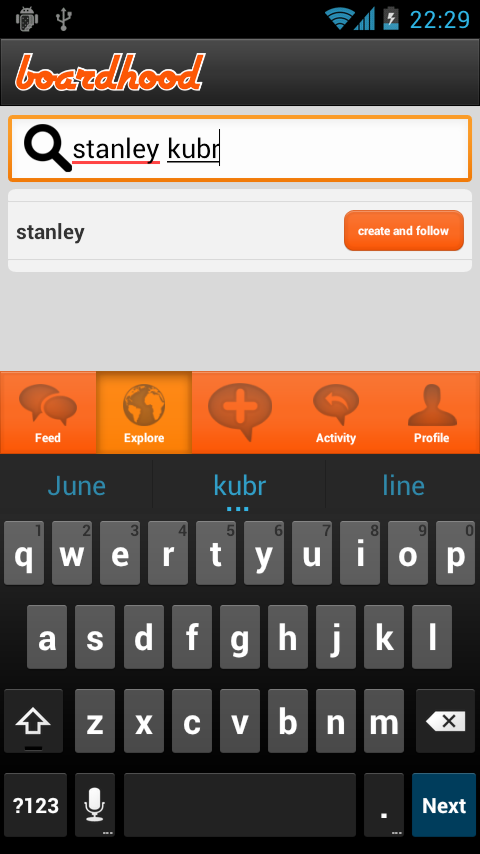 22:29
boardhood
stanley kubr
stanley
create and follow
Feed
Explore
Activity
Profile
June
kubr
line
1 2 3 4 5 6 7 8 9 0
q w e r t y u i o p
a s d f g h j k l
z x c v b n m
?123 . Next